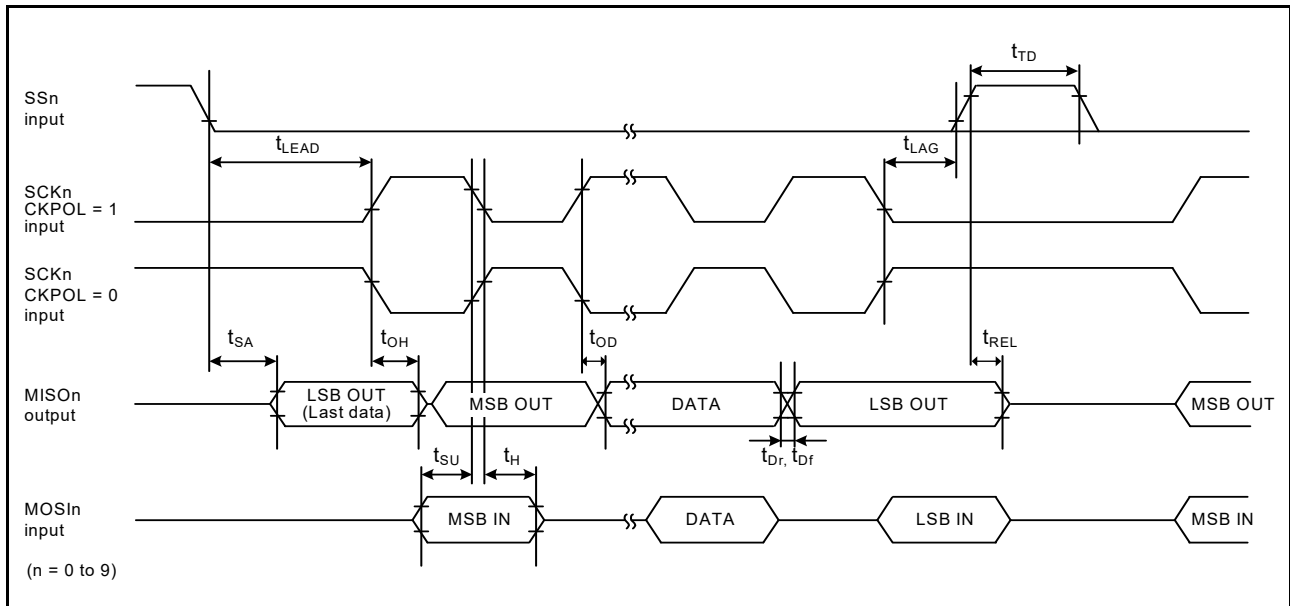 tTD
SSn
input
tLEAD
tLAG
SCKn
CKPOL = 1
input
SCKn
CKPOL = 0
input
tSA
tOH
tOD
tREL
MISOn
output
LSB OUT
(Last data)
MSB OUT
DATA
LSB OUT
MSB OUT
tSU
tH
tDr, tDf
MOSIn
input
MSB IN
DATA
LSB IN
MSB IN
(n = 0 to 9)